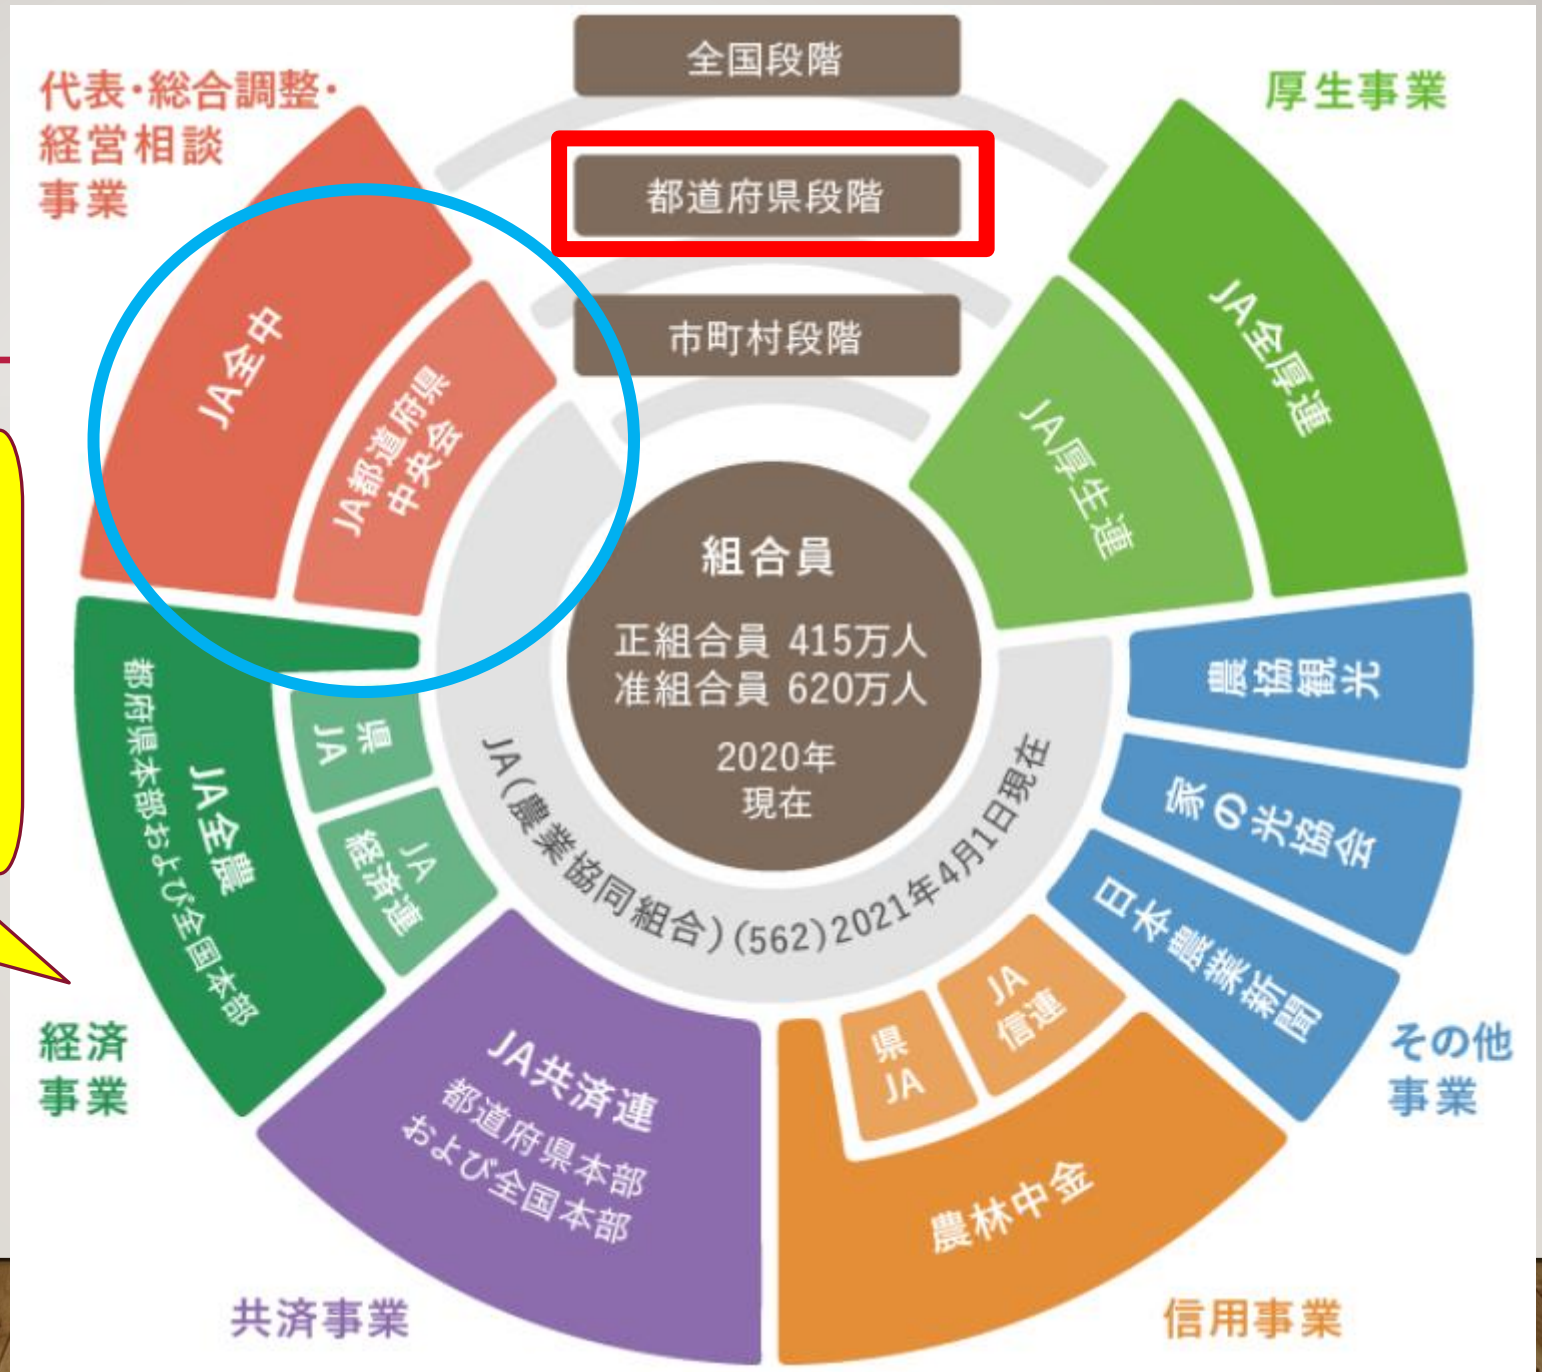 全国段階
都道府県段階
市町村段階
代表・総合調整・
経営相談
事業
JA全中
JA都道府県
中央会
厚生事業
JA全厚連
JA厚生連
組合員
正組合員 415万人
准組合員 620万人
2020年
現在
JA(農業協同組合)(562)2021年4月1日現在
県
JA
JA
経済連
JA全農
都府県本部および全国本部
経済
事業
JA共済連
都道府県本部
および全国本部
共済事業
県
JA
JA
信連
農林中金
信用事業
農協観光
家の光協会
日本農業新聞
その他
事業